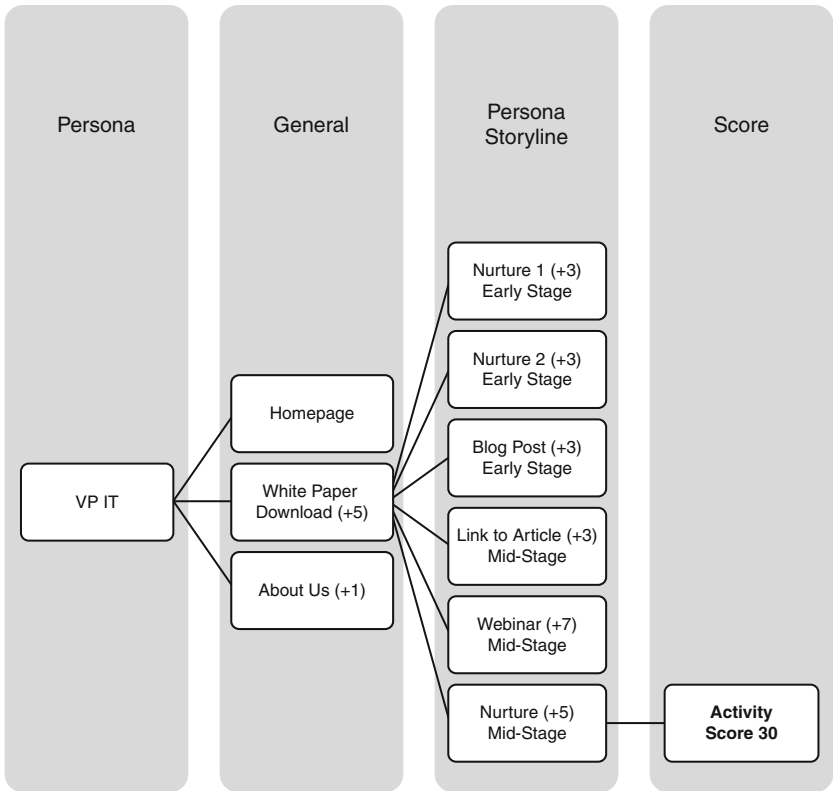 Persona
General
Persona
Storyline
Score
Nurture 1 (+3)
Early Stage
Nurture 2 (+3)
Early Stage
Homepage
Blog Post (+3)
Early Stage
VP IT
White Paper
Download (+5)
Link to Article (+3)
Mid-Stage
About Us (+1)
Webinar (+7)
Mid-Stage
Nurture (+5)
Mid-Stage
Activity
Score 30